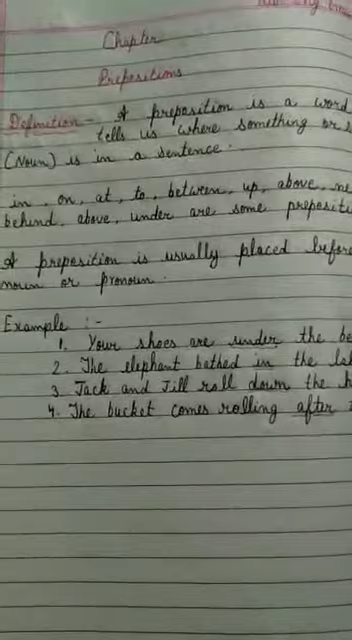 Chapter
Prepositions
Definition - A preposition is a word
tells us where something or
(Noun) is in a sentence.
in, on, at, to, between, up, above,
behind, above, under are some
A preposition is usually placed
noun or pronoun.
Example :-
1. Your shoes are under the
2. The elephant bathed in the
3 Jack and Jill roll down the
4. The bucket comes rolling after